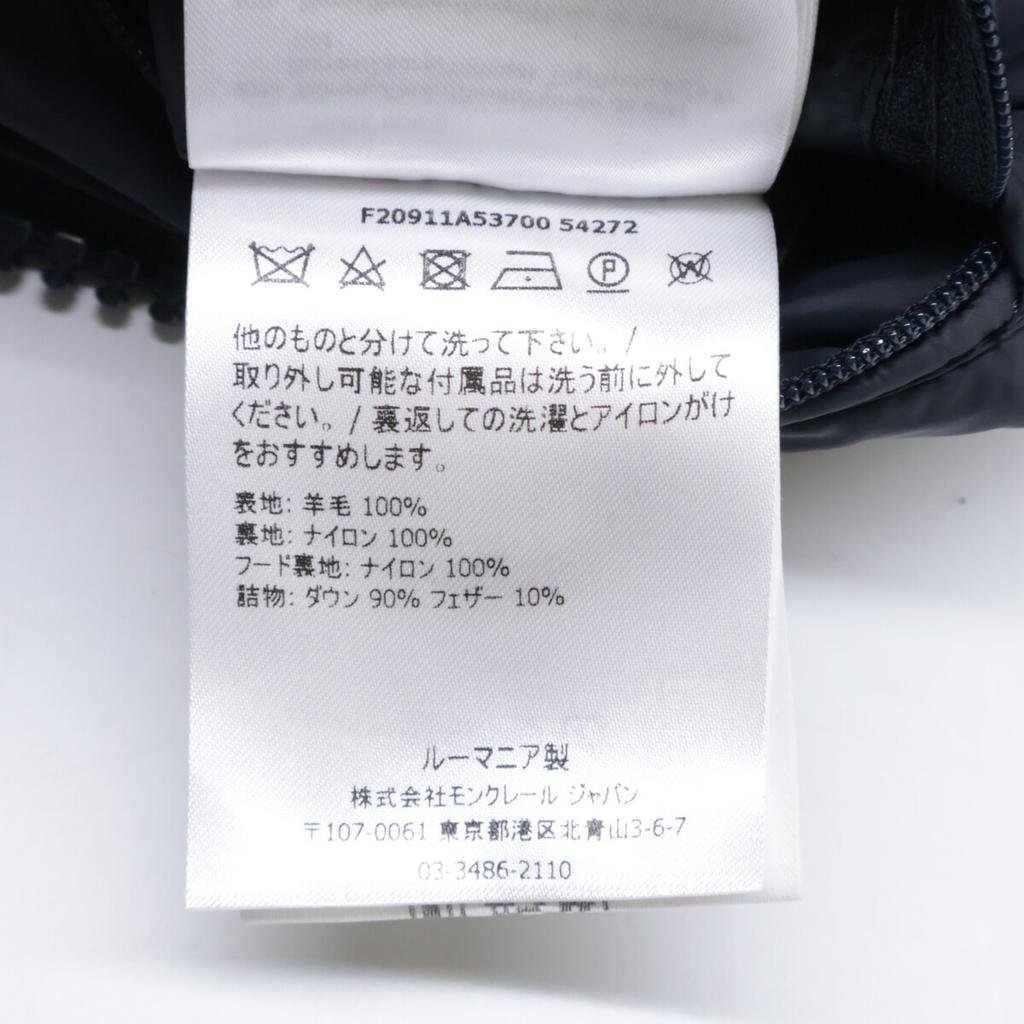 F20911A53700 54272
P
W
他のものと分けて洗って下さい。/
取り外し可能な付属品は洗う前に外して
ください。/ 裏返しての洗濯とアイロンがけ
をおすすめします。
表地: 羊毛 100%
裏地: ナイロン 100%
フード裏地: ナイロン 100%
詰物: ダウン 90% フェザー 10%
ルーマニア製
株式会社モンクレール ジャパン
〒107-0061 東京都港区北青山3-6-7
03-3486-2110